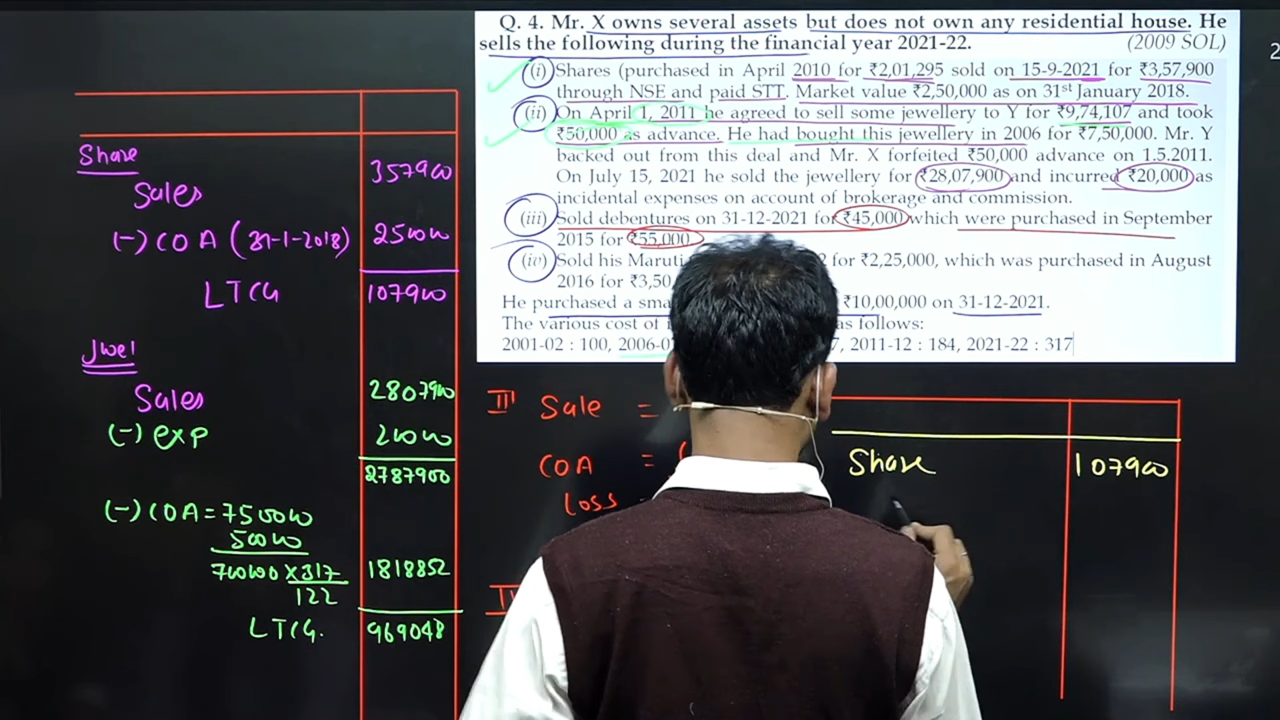 Q. 4. Mr. X owns several assets but does not own any residential house. He
sells the following during the financial year 2021-22. (2009 SOL)
(i) Shares (purchased in April 2010 for ₹2,01,295 sold on 15-9-2021 for ₹3,57,900
through NSE and paid STT. Market value ₹2,50,000 as on 31st January 2018.
(ii) On April 1, 2011 he agreed to sell some jewellery to Y for ₹9,74,107 and took
₹50,000 as advance. He had bought this jewellery in 2006 for ₹7,50,000. Mr. Y
backed out from this deal and Mr. X forfeited ₹50,000 advance on 1.5.2011.
On July 15, 2021 he sold the jewellery for ₹28,07,900 and incurred ₹20,000 as
incidental expenses on account of brokerage and commission.
(iii) Sold debentures on 31-12-2021 for ₹45,000 which were purchased in September
2015 for ₹55,000.
(iv) Sold his Maruti 2 for ₹2,25,000, which was purchased in August
2016 for ₹3,50
He purchased a sma ₹10,00,000 on 31-12-2021.
The various cost of as follows:
2001-02 : 100, 2006-0 7, 2011-12 : 184, 2021-22 : 317
2
Share
Sales 357900
(-) COA (31-1-2018) 250000
LTCG 107900
Jwel
Sales 2807900
(-) exp 20000
2787900
(-) COA = 750000
50000
700000 × 317 1818852
122
LTCG. 969048
III Sale =
COA = (
Loss
Share 107900